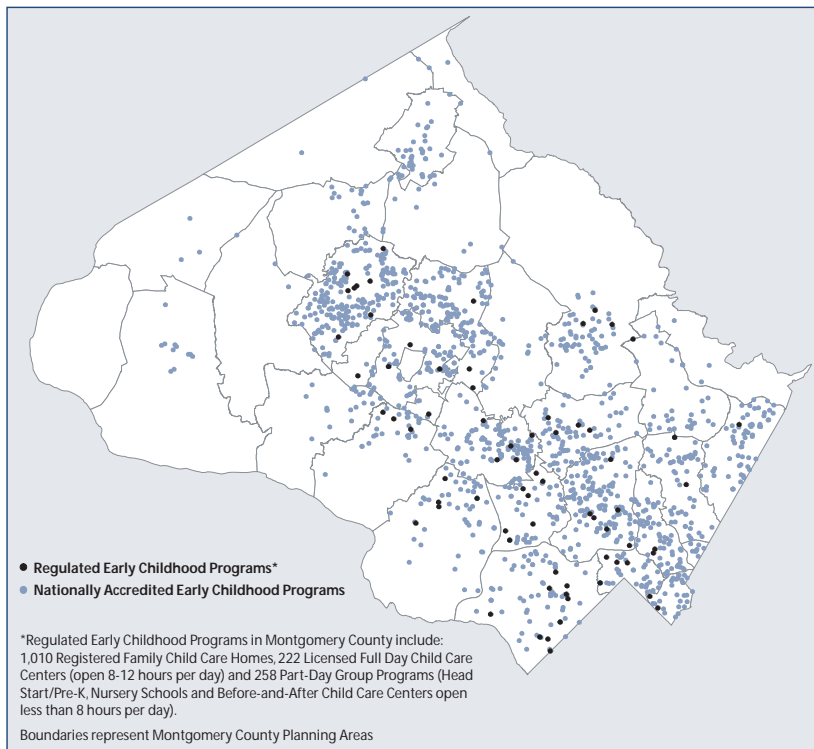 Regulated Early Childhood Programs*
Nationally Accredited Early Childhood Programs
*Regulated Early Childhood Programs in Montgomery County include:
1,010 Registered Family Child Care Homes, 222 Licensed Full Day Child Care
Centers (open 8-12 hours per day) and 258 Part-Day Group Programs (Head
Start/Pre-K, Nursery Schools and Before-and-After Child Care Centers open
less than 8 hours per day).
Boundaries represent Montgomery County Planning Areas